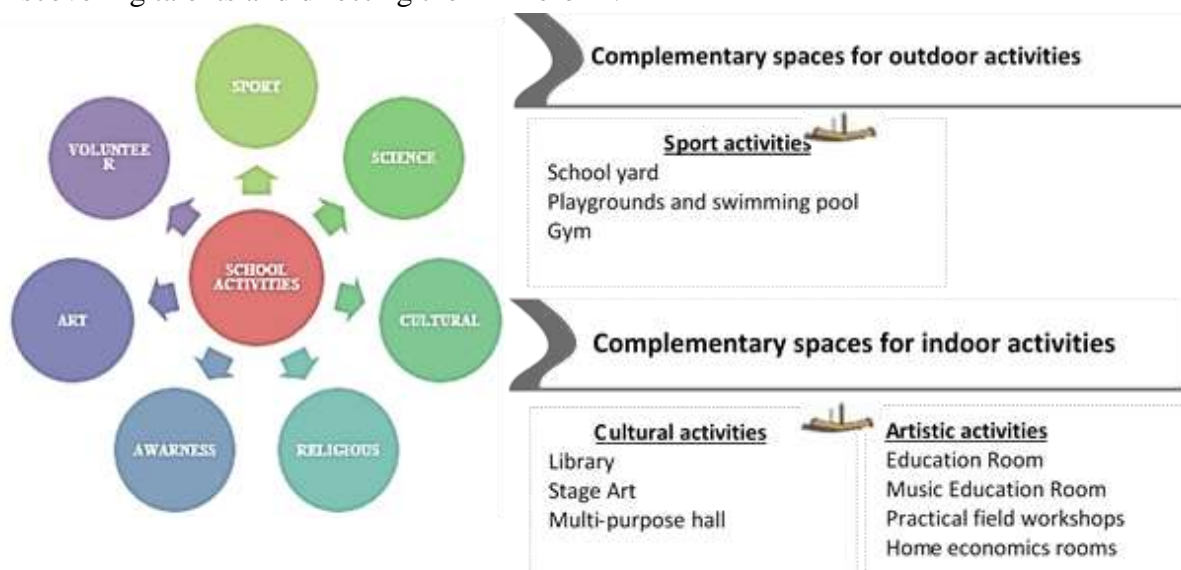 SPORT
VOLUNTEE
R
SCIENCE
SCHOOL
ACTIVITIES
ART
CULTURAL
AWARNESS
RELIGIOUS
Complementary spaces for outdoor activities
Sport activities
School yard
Playgrounds and swimming pool
Gym
Complementary spaces for indoor activities
Cultural activities
Library
Stage Art
Multi-purpose hall
Artistic activities
Education Room
Music Education Room
Practical field workshops
Home economics rooms